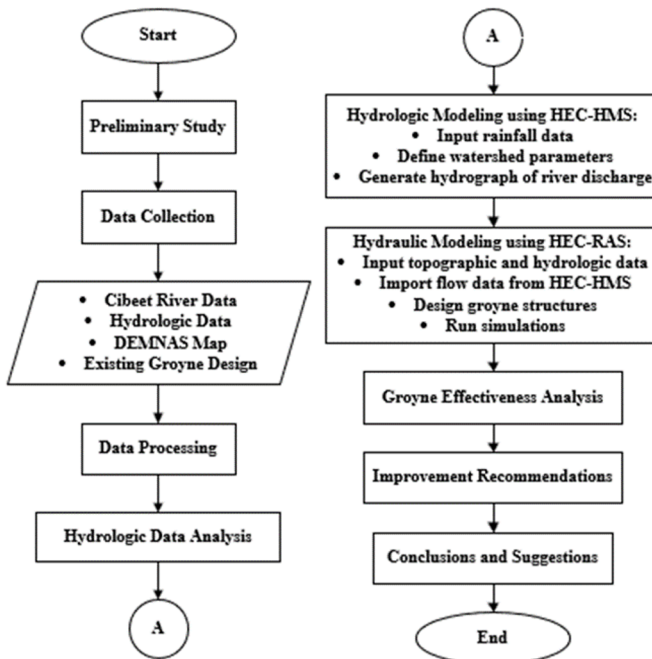 Start
Preliminary Study
Data Collection
• Cibeet River Data
• Hydrologic Data
• DEMNAS Map
• Existing Groyne Design
Data Processing
Hydrologic Data Analysis
A
A
Hydrologic Modeling using HEC-HMS:
• Input rainfall data
• Define watershed parameters
• Generate hydrograph of river discharge
Hydraulic Modeling using HEC-RAS:
• Input topographic and hydrologic data
• Import flow data from HEC-HMS
• Design groyne structures
• Run simulations
Groyne Effectiveness Analysis
Improvement Recommendations
Conclusions and Suggestions
End